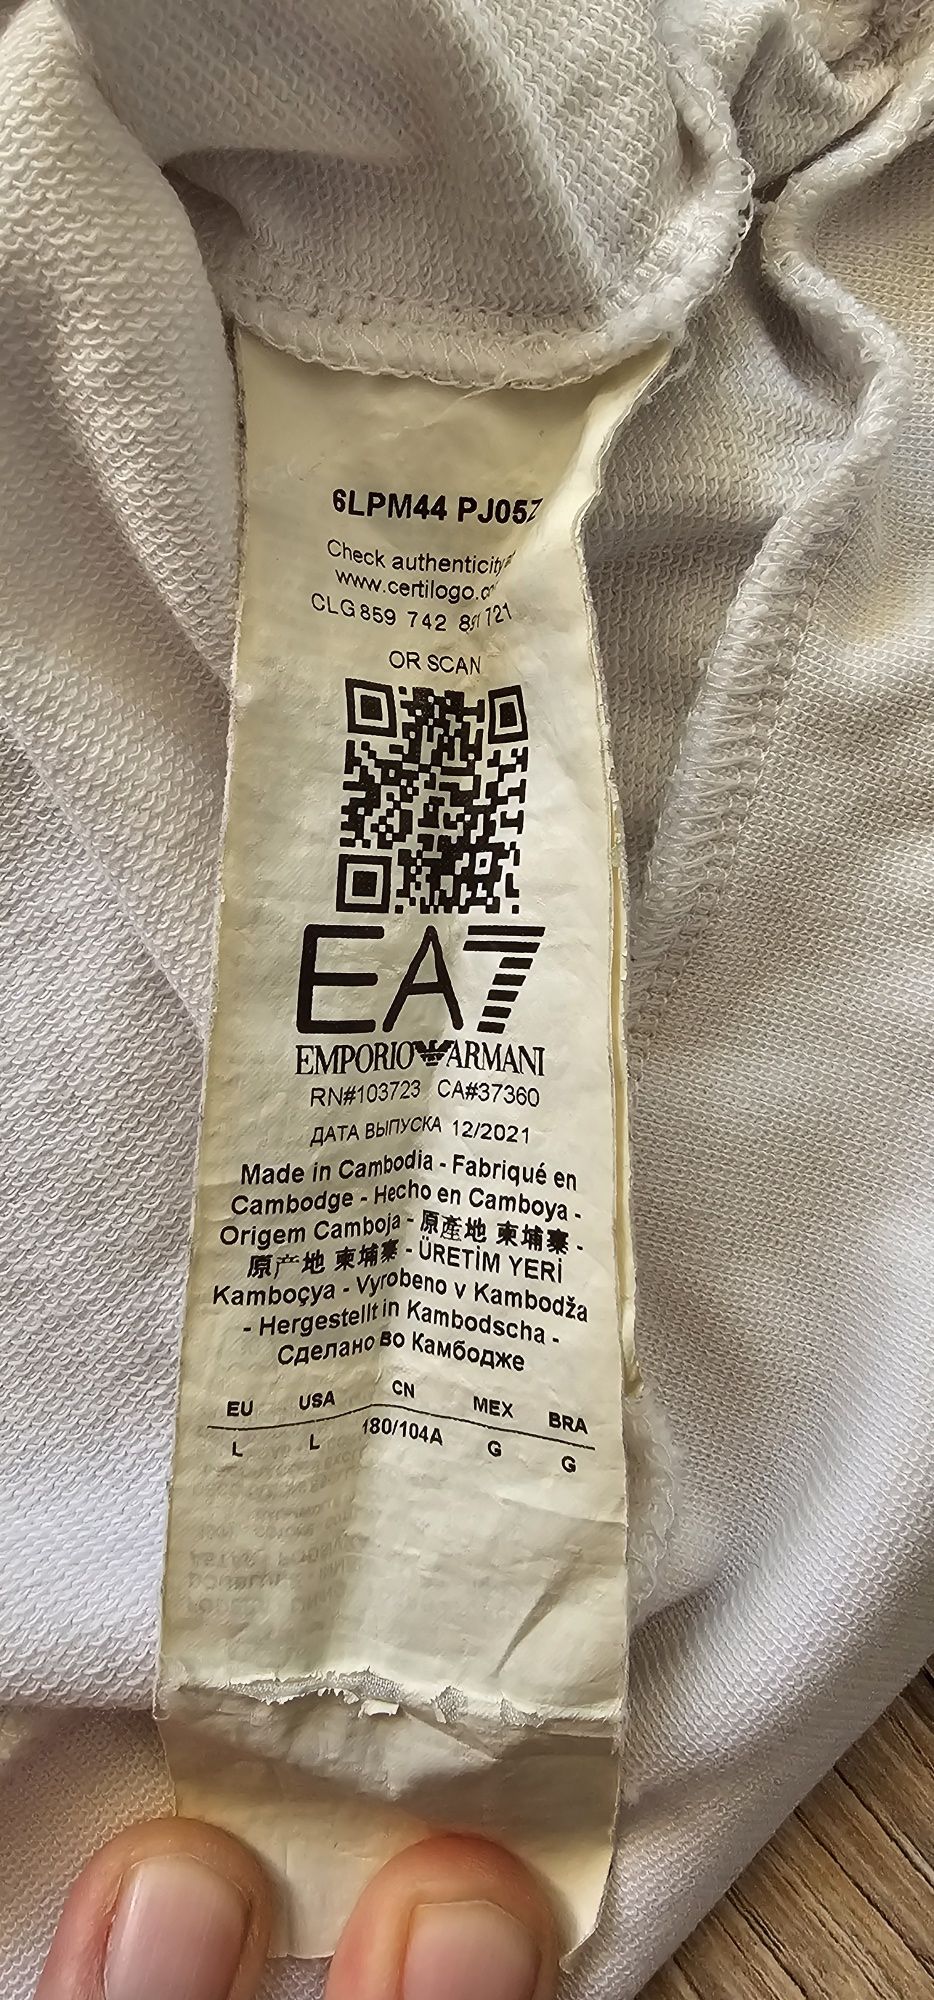 6LPM44 PJ05Z
Check authenticity
www.certilogo.
CLG 859 742 721
OR SCAN
EA7
EMPORIO ARMANI
RN#103723 CA#37360
ДАТА ВЫПУСКА 12/2021
Made in Cambodia - Fabriqué en
Cambodge - Hecho en Camboya -
Origem Camboja - 原產地 柬埔寨 -
原产地 柬埔寨 - ÜRETİM YERİ
Kamboçya - Vyrobeno v Kambodža
- Hergestellt in Kambodscha -
Сделано во Камбодже
EU USA CN MEX BRA
L L 180/104A G G